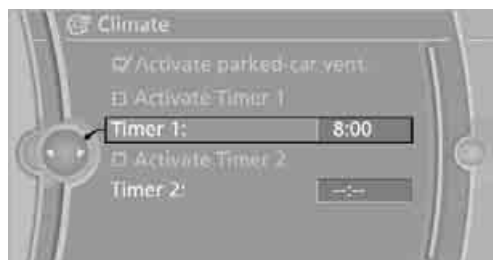 Climate
Activate parked-car vent.
Activate Timer 1
Timer 1: 8:00
Activate Timer 2
Timer 2: --:--